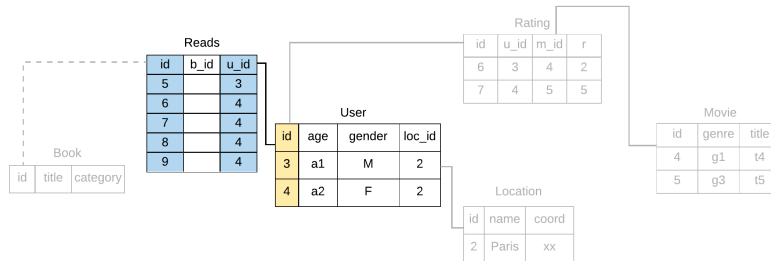 Reads
id b_id u_id
5 3
6 4
7 4
8 4
9 4
Book
id title category
User
id age gender loc_id
3 a1 M 2
4 a2 F 2
Rating
id u_id m_id r
6 3 4 2
7 4 5 5
Location
id name coord
2 Paris xx
Movie
id genre title
4 g1 t4
5 g3 t5